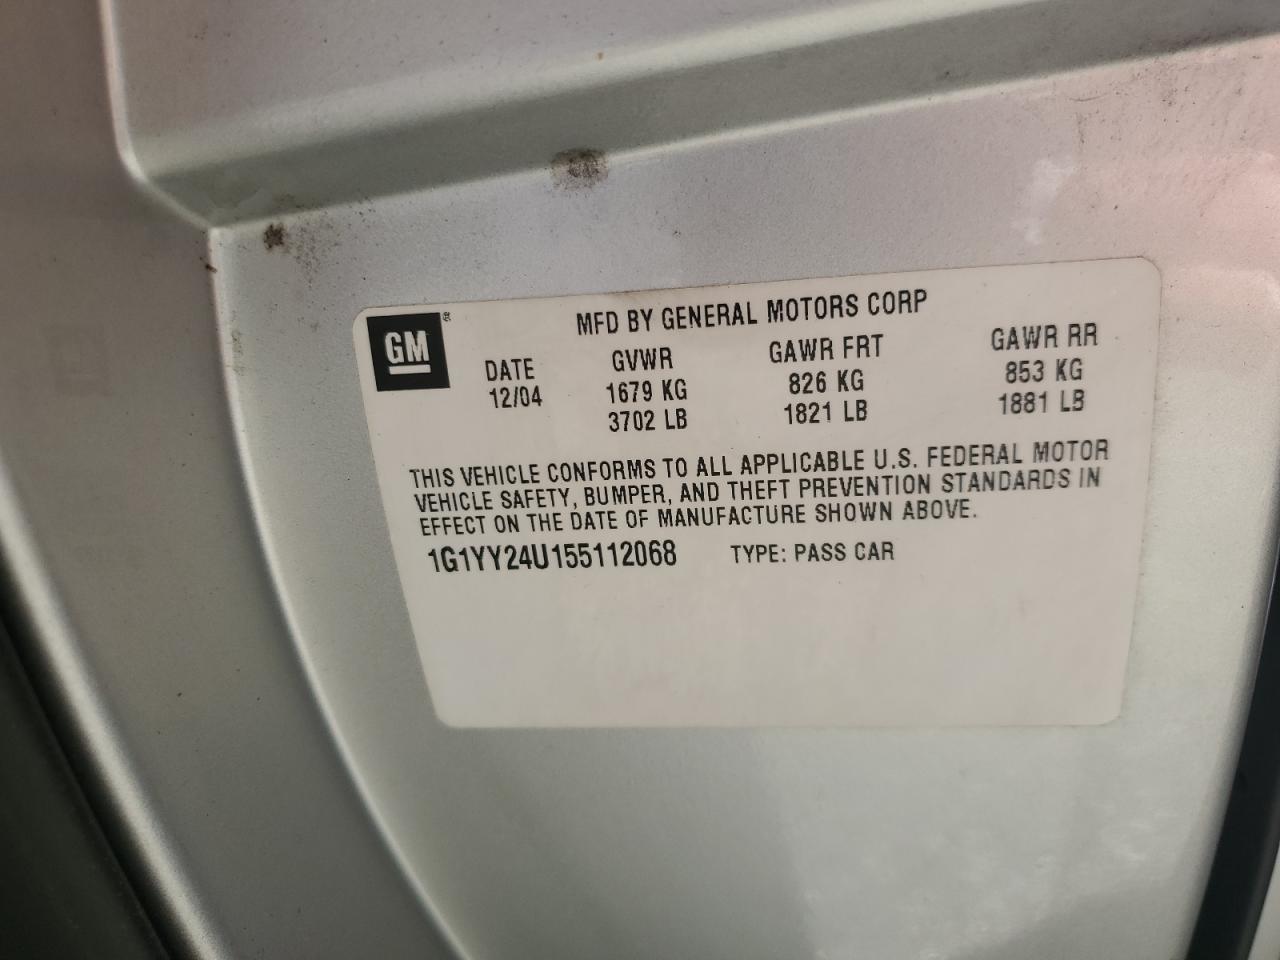 MFD BY GENERAL MOTORS CORP
GM®
DATE GVWR GAWR FRT GAWR RR
12/04 1679 KG 826 KG 853 KG
3702 LB 1821 LB 1881 LB
THIS VEHICLE CONFORMS TO ALL APPLICABLE U.S. FEDERAL MOTOR
VEHICLE SAFETY, BUMPER, AND THEFT PREVENTION STANDARDS IN
EFFECT ON THE DATE OF MANUFACTURE SHOWN ABOVE.
1G1YY24U155112068 TYPE: PASS CAR